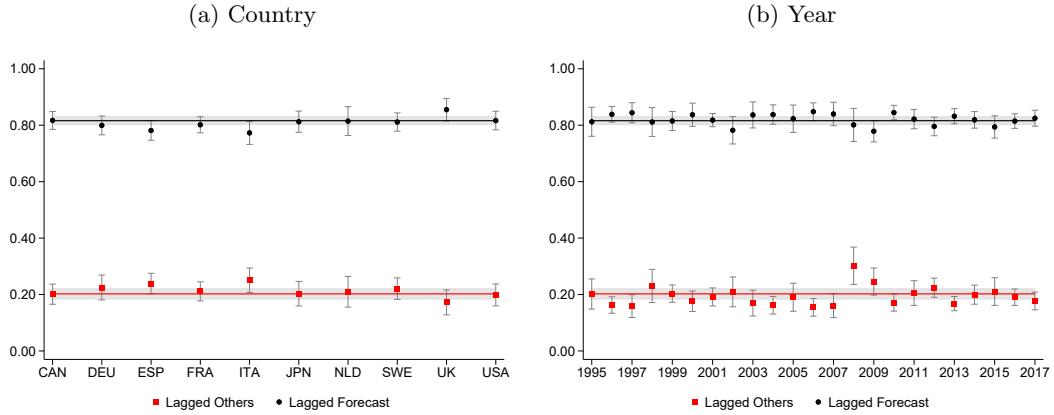 (a) Country
1.00
0.80
0.60
0.40
0.20
0.00
CAN DEU ESP FRA ITA JPN NLD SWE UK USA
Lagged Others Lagged Forecast
(b) Year
1.00
0.80
0.60
0.40
0.20
0.00
1995 1997 1999 2001 2003 2005 2007 2009 2011 2013 2015 2017
Lagged Others Lagged Forecast